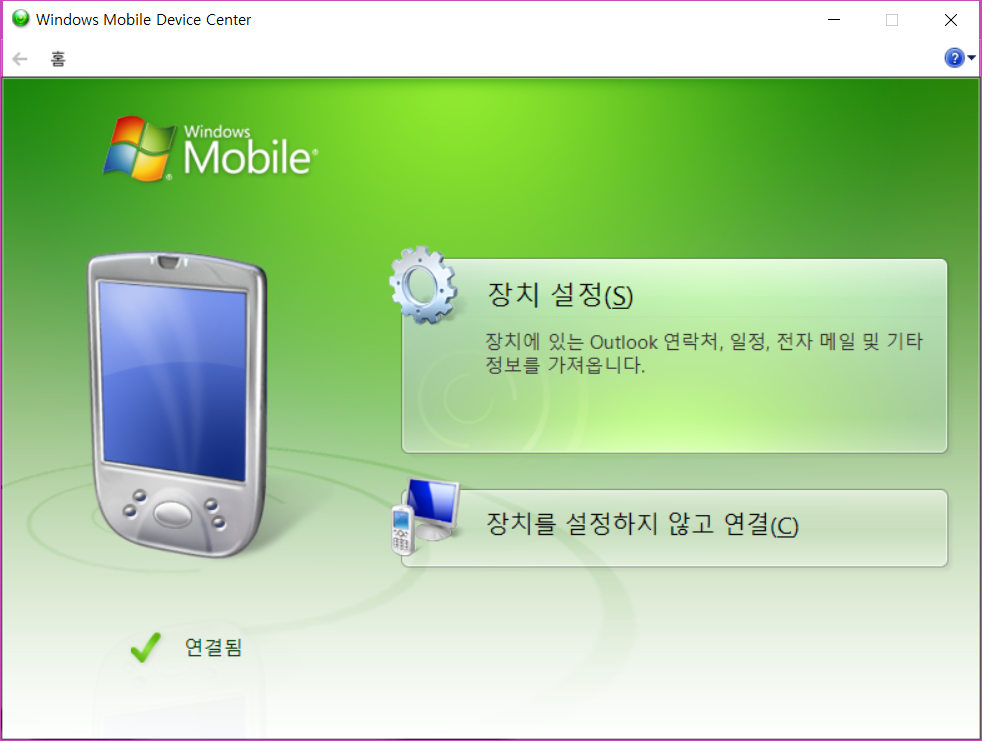 Windows Mobile Device Center
홈
Windows
Mobile
장치 설정(S)
장치에 있는 Outlook 연락처, 일정, 전자 메일 및 기타
정보를 가져옵니다.
장치를 설정하지 않고 연결(C)
연결됨